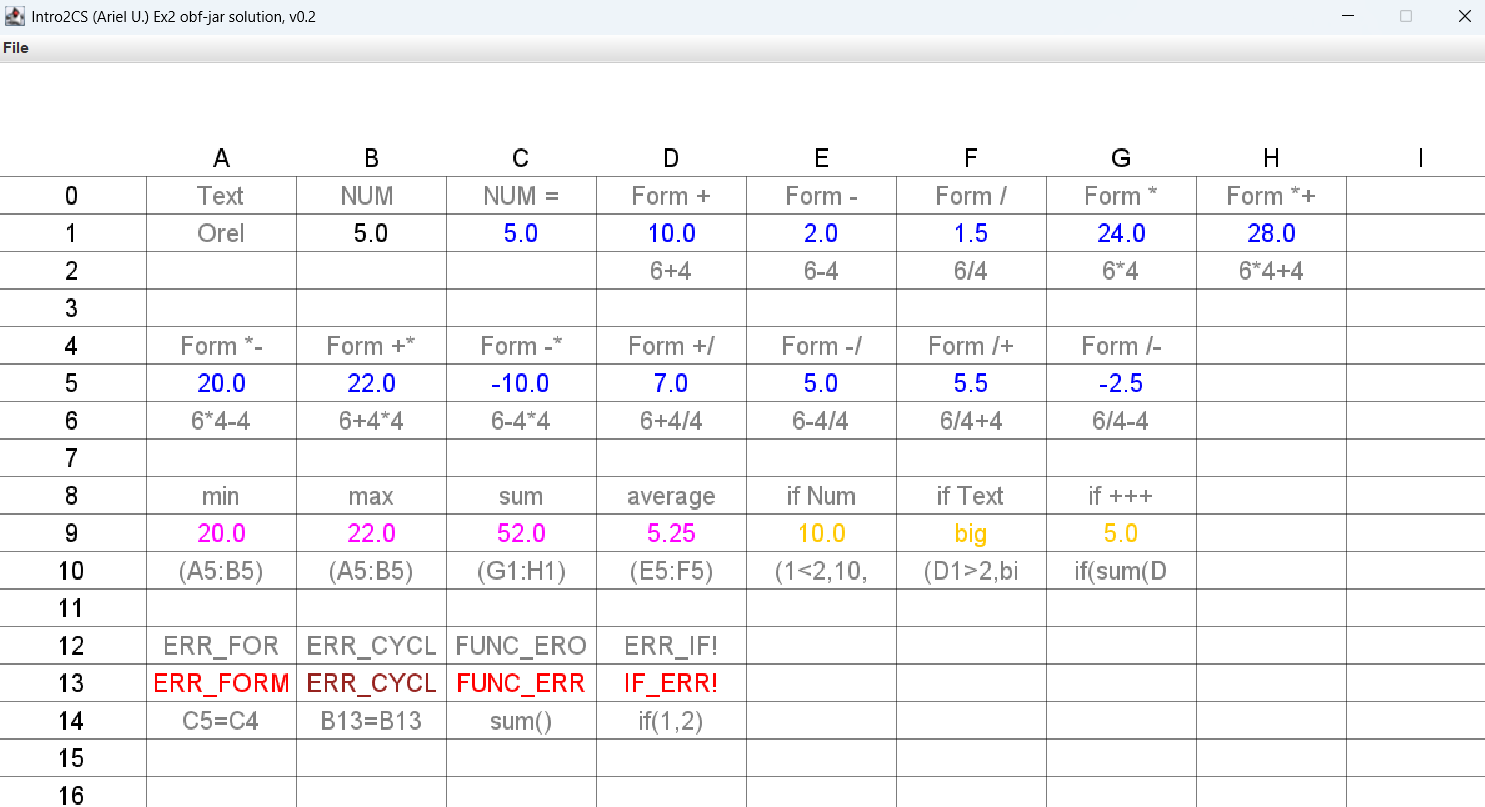 Intro2CS (Ariel U.) Ex2 obf-jar solution, v0.2
File
A B C D E F G H I
0 Text NUM NUM = Form + Form - Form / Form * Form *+
1 Orel 5.0 5.0 10.0 2.0 1.5 24.0 28.0
2 6+4 6-4 6/4 6*4 6*4+4
3
4 Form *- Form +* Form -* Form +/ Form -/ Form /+ Form /-
5 20.0 22.0 -10.0 7.0 5.0 5.5 -2.5
6 6*4-4 6+4*4 6-4*4 6+4/4 6-4/4 6/4+4 6/4-4
7
8 min max sum average if Num if Text if +++
9 20.0 22.0 52.0 5.25 10.0 big 5.0
10 (A5:B5) (A5:B5) (G1:H1) (E5:F5) (1<2,10, (D1>2,bi if(sum(D
11
12 ERR_FOR ERR_CYCL FUNC_ERO ERR_IF!
13 ERR_FORM ERR_CYCL FUNC_ERR IF_ERR!
14 C5=C4 B13=B13 sum() if(1,2)
15
16